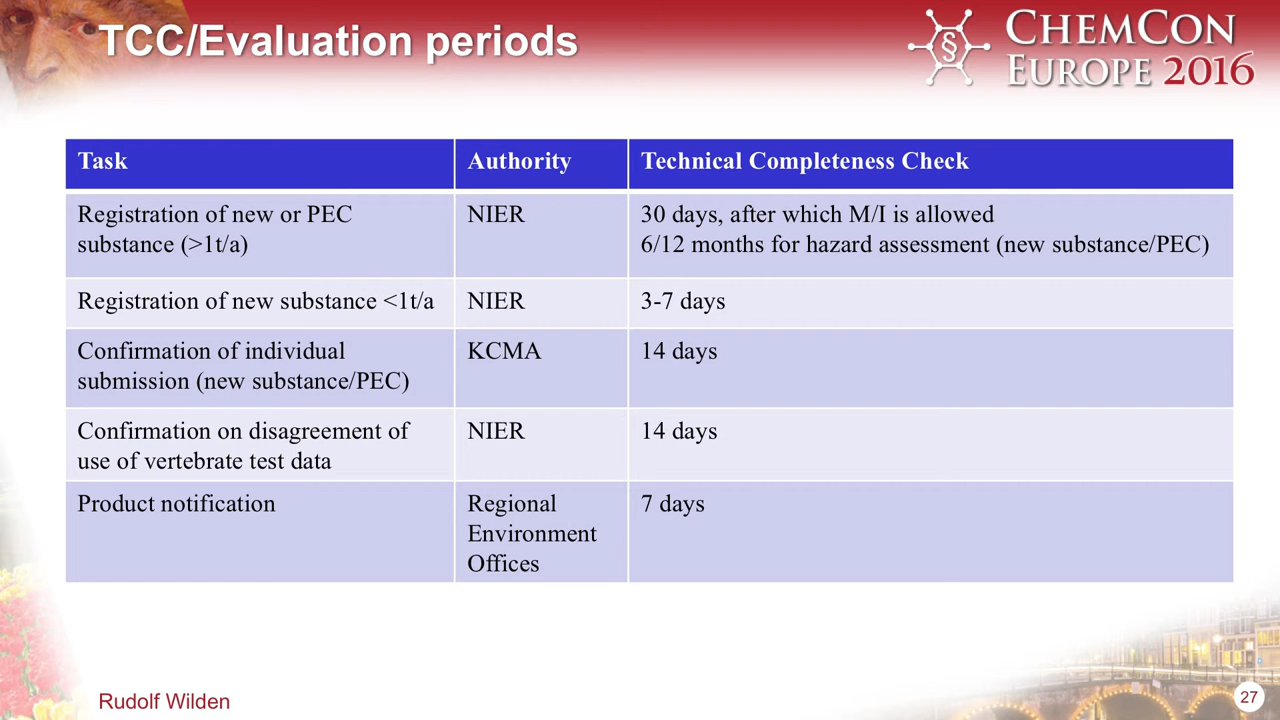 TCC/Evaluation periods
CHEMCON
EUROPE 2016
§
Task
Authority
Technical Completeness Check
Registration of new or PEC
substance (>1t/a)
NIER
30 days, after which M/I is allowed
6/12 months for hazard assessment (new substance/PEC)
Registration of new substance <1t/a
NIER
3-7 days
Confirmation of individual
submission (new substance/PEC)
KCMA
14 days
Confirmation on disagreement of
use of vertebrate test data
NIER
14 days
Product notification
Regional
Environment
Offices
7 days
Rudolf Wilden
27